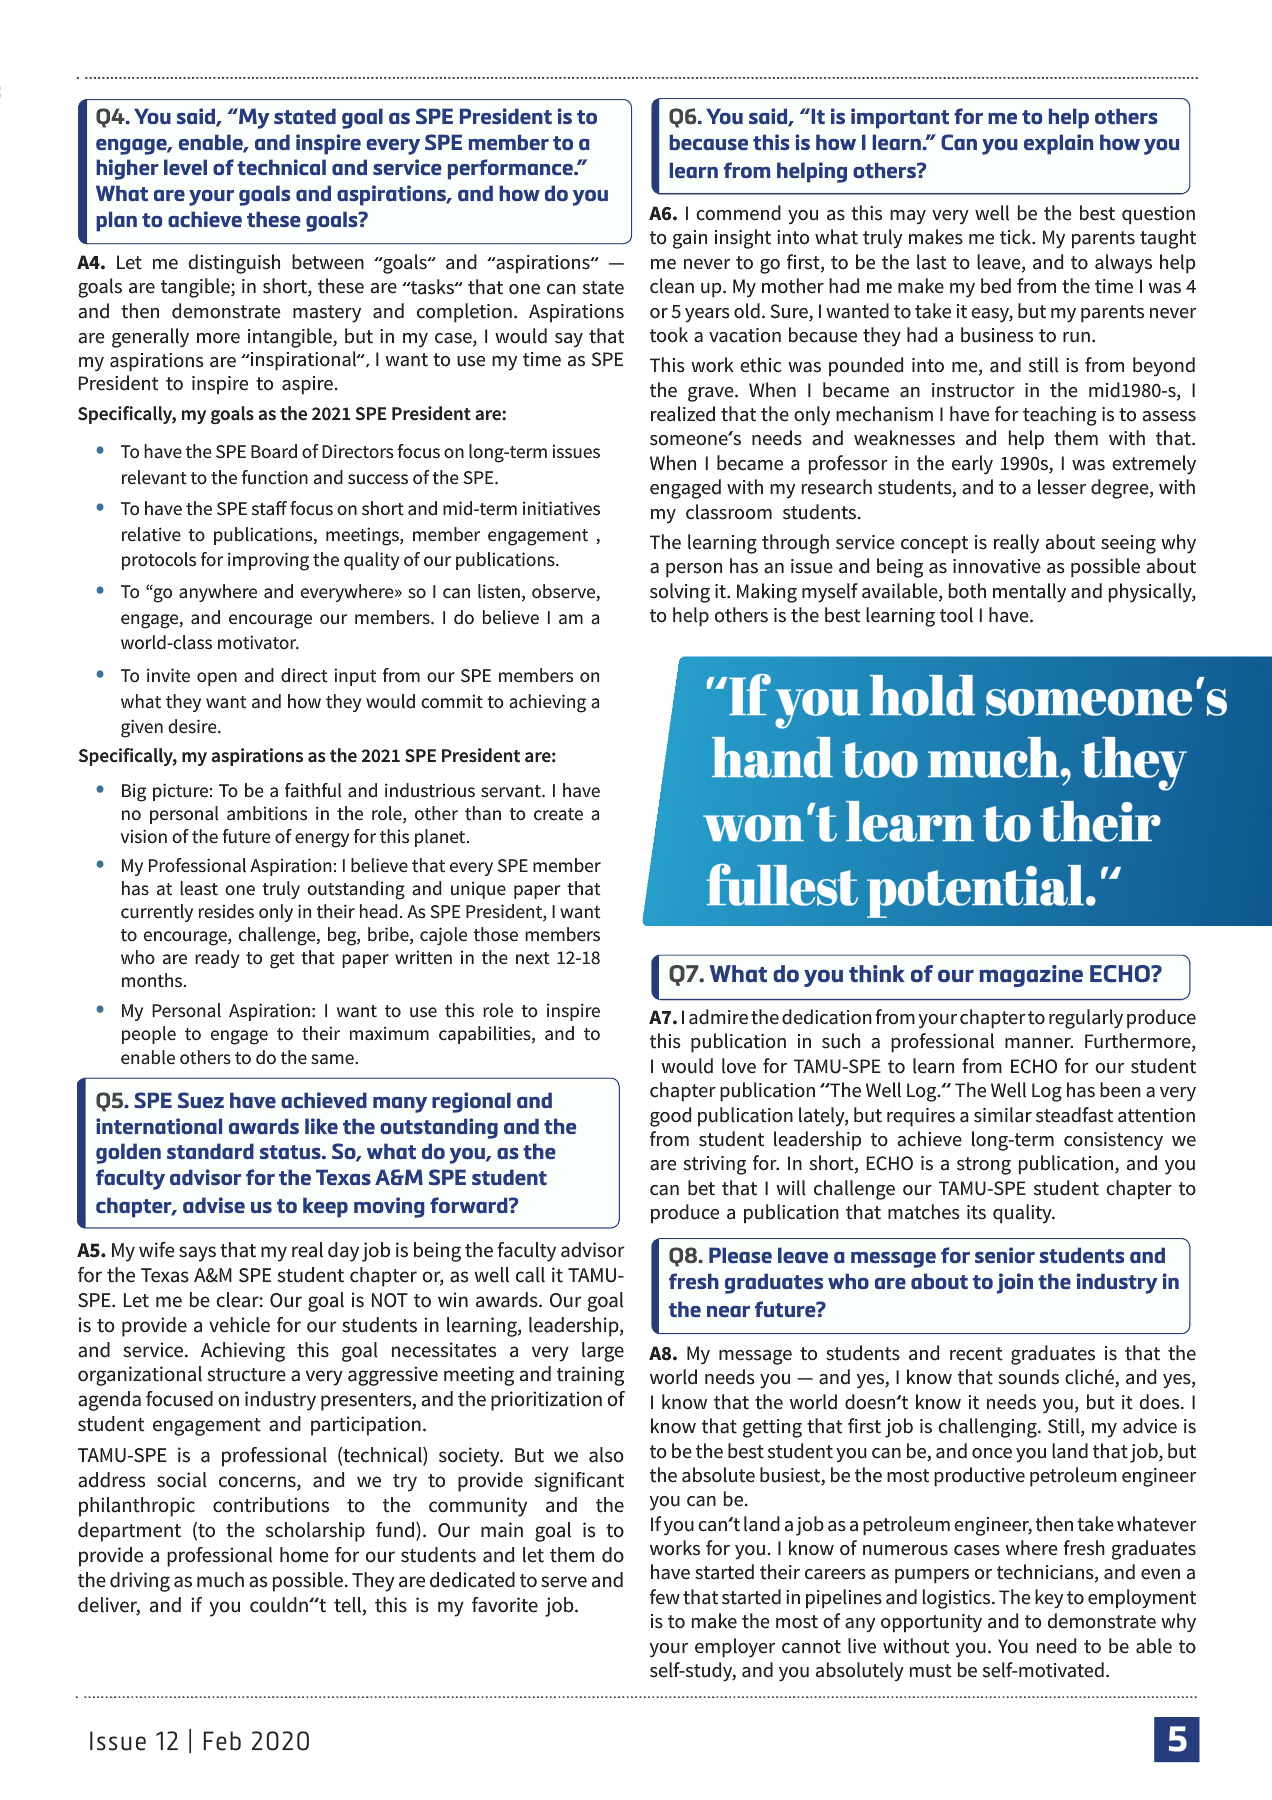 Q4. You said, “My stated goal as SPE President is to
engage, enable, and inspire every SPE member to a
higher level of technical and service performance.”
What are your goals and aspirations, and how do you
plan to achieve these goals?
A4. Let me distinguish between “goals“ and “aspirations“ —
goals are tangible; in short, these are “tasks“ that one can state
and then demonstrate mastery and completion. Aspirations
are generally more intangible, but in my case, I would say that
my aspirations are “inspirational“, I want to use my time as SPE
President to inspire to aspire.
Specifically, my goals as the 2021 SPE President are:
• To have the SPE Board of Directors focus on long-term issues
relevant to the function and success of the SPE.
• To have the SPE staff focus on short and mid-term initiatives
relative to publications, meetings, member engagement ,
protocols for improving the quality of our publications.
• To “go anywhere and everywhere» so I can listen, observe,
engage, and encourage our members. I do believe I am a
world-class motivator.
• To invite open and direct input from our SPE members on
what they want and how they would commit to achieving a
given desire.
Specifically, my aspirations as the 2021 SPE President are:
• Big picture: To be a faithful and industrious servant. I have
no personal ambitions in the role, other than to create a
vision of the future of energy for this planet.
• My Professional Aspiration: I believe that every SPE member
has at least one truly outstanding and unique paper that
currently resides only in their head. As SPE President, I want
to encourage, challenge, beg, bribe, cajole those members
who are ready to get that paper written in the next 12-18
months.
• My Personal Aspiration: I want to use this role to inspire
people to engage to their maximum capabilities, and to
enable others to do the same.
Q5. SPE Suez have achieved many regional and
international awards like the outstanding and the
golden standard status. So, what do you, as the
faculty advisor for the Texas A&M SPE student
chapter, advise us to keep moving forward?
A5. My wife says that my real day job is being the faculty advisor
for the Texas A&M SPE student chapter or, as well call it TAMU-
SPE. Let me be clear: Our goal is NOT to win awards. Our goal
is to provide a vehicle for our students in learning, leadership,
and service. Achieving this goal necessitates a very large
organizational structure a very aggressive meeting and training
agenda focused on industry presenters, and the prioritization of
student engagement and participation.
TAMU-SPE is a professional (technical) society. But we also
address social concerns, and we try to provide significant
philanthropic contributions to the community and the
department (to the scholarship fund). Our main goal is to
provide a professional home for our students and let them do
the driving as much as possible. They are dedicated to serve and
deliver, and if you couldn“t tell, this is my favorite job.
Q6. You said, “It is important for me to help others
because this is how I learn.” Can you explain how you
learn from helping others?
A6. I commend you as this may very well be the best question
to gain insight into what truly makes me tick. My parents taught
me never to go first, to be the last to leave, and to always help
clean up. My mother had me make my bed from the time I was 4
or 5 years old. Sure, I wanted to take it easy, but my parents never
took a vacation because they had a business to run.
This work ethic was pounded into me, and still is from beyond
the grave. When I became an instructor in the mid1980-s, I
realized that the only mechanism I have for teaching is to assess
someone‘s needs and weaknesses and help them with that.
When I became a professor in the early 1990s, I was extremely
engaged with my research students, and to a lesser degree, with
my classroom students.
The learning through service concept is really about seeing why
a person has an issue and being as innovative as possible about
solving it. Making myself available, both mentally and physically,
to help others is the best learning tool I have.
“If you hold someone‘s
hand too much, they
won‘t learn to their
fullest potential.“
Q7. What do you think of our magazine ECHO?
A7. I admire the dedication from your chapter to regularly produce
this publication in such a professional manner. Furthermore,
I would love for TAMU-SPE to learn from ECHO for our student
chapter publication “The Well Log.“ The Well Log has been a very
good publication lately, but requires a similar steadfast attention
from student leadership to achieve long-term consistency we
are striving for. In short, ECHO is a strong publication, and you
can bet that I will challenge our TAMU-SPE student chapter to
produce a publication that matches its quality.
Q8. Please leave a message for senior students and
fresh graduates who are about to join the industry in
the near future?
A8. My message to students and recent graduates is that the
world needs you — and yes, I know that sounds cliché, and yes,
I know that the world doesn‘t know it needs you, but it does. I
know that getting that first job is challenging. Still, my advice is
to be the best student you can be, and once you land that job, but
the absolute busiest, be the most productive petroleum engineer
you can be.
If you can‘t land a job as a petroleum engineer, then take whatever
works for you. I know of numerous cases where fresh graduates
have started their careers as pumpers or technicians, and even a
few that started in pipelines and logistics. The key to employment
is to make the most of any opportunity and to demonstrate why
your employer cannot live without you. You need to be able to
self-study, and you absolutely must be self-motivated.
Issue 12 | Feb 2020
5